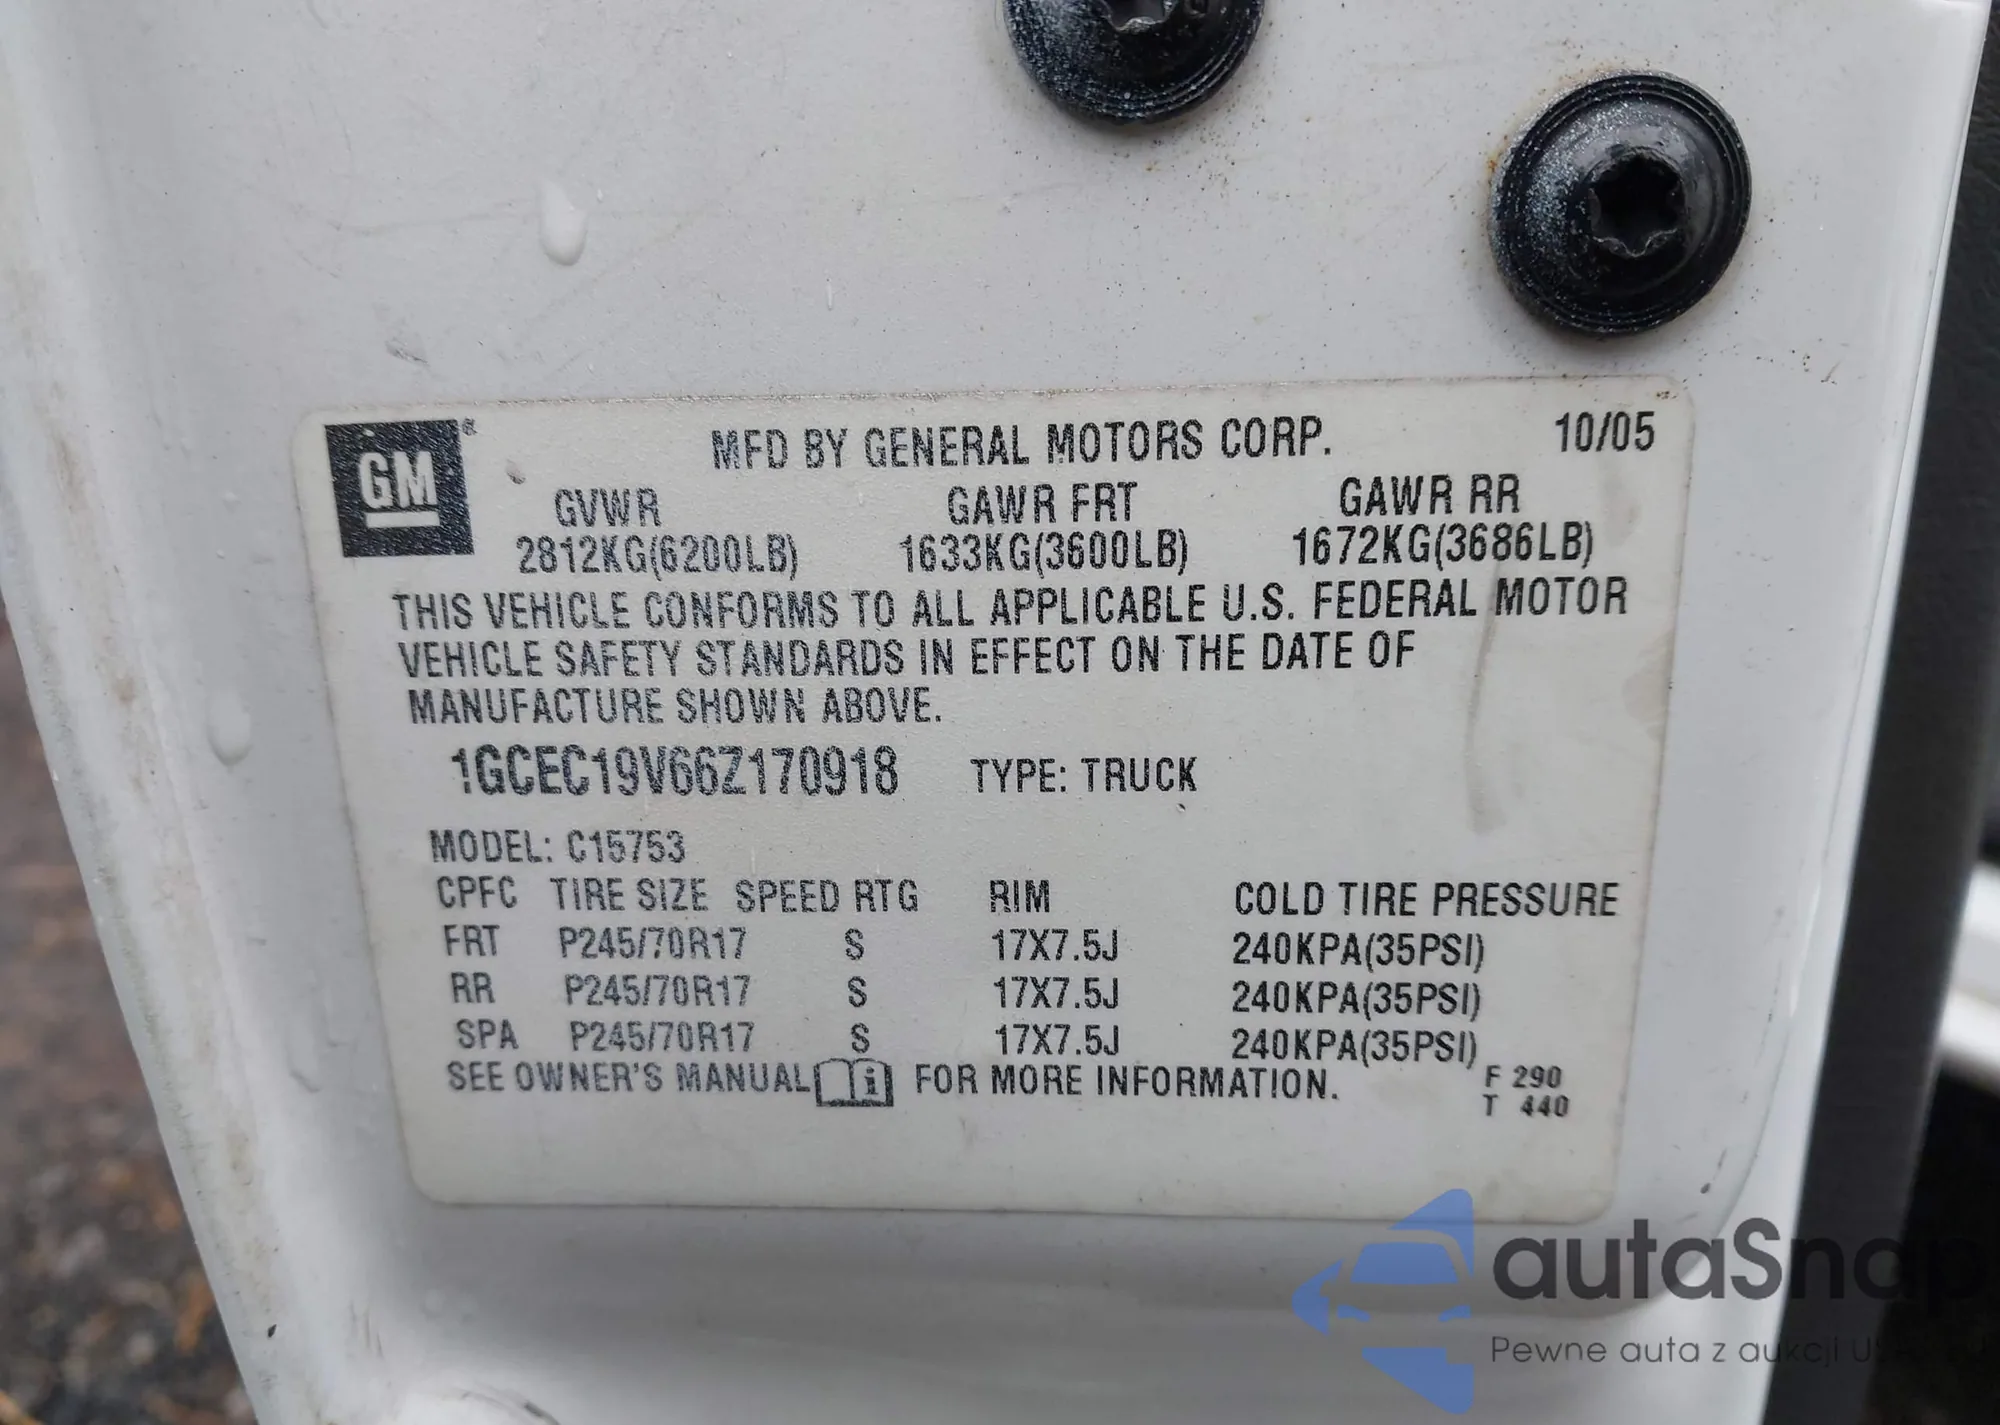 GM®
MFD BY GENERAL MOTORS CORP. 10/05
GVWR GAWR FRT GAWR RR
2812KG(6200LB) 1633KG(3600LB) 1672KG(3686LB)
THIS VEHICLE CONFORMS TO ALL APPLICABLE U.S. FEDERAL MOTOR
VEHICLE SAFETY STANDARDS IN EFFECT ON THE DATE OF
MANUFACTURE SHOWN ABOVE.
1GCEC19V66Z170918 TYPE: TRUCK
MODEL: C15753
CPFC TIRE SIZE SPEED RTG RIM COLD TIRE PRESSURE
FRT P245/70R17 S 17X7.5J 240KPA(35PSI)
RR P245/70R17 S 17X7.5J 240KPA(35PSI)
SPA P245/70R17 S 17X7.5J 240KPA(35PSI)
SEE OWNER'S MANUAL i FOR MORE INFORMATION.
F 290
T 440
autaSnap
Pewne auta z aukcji